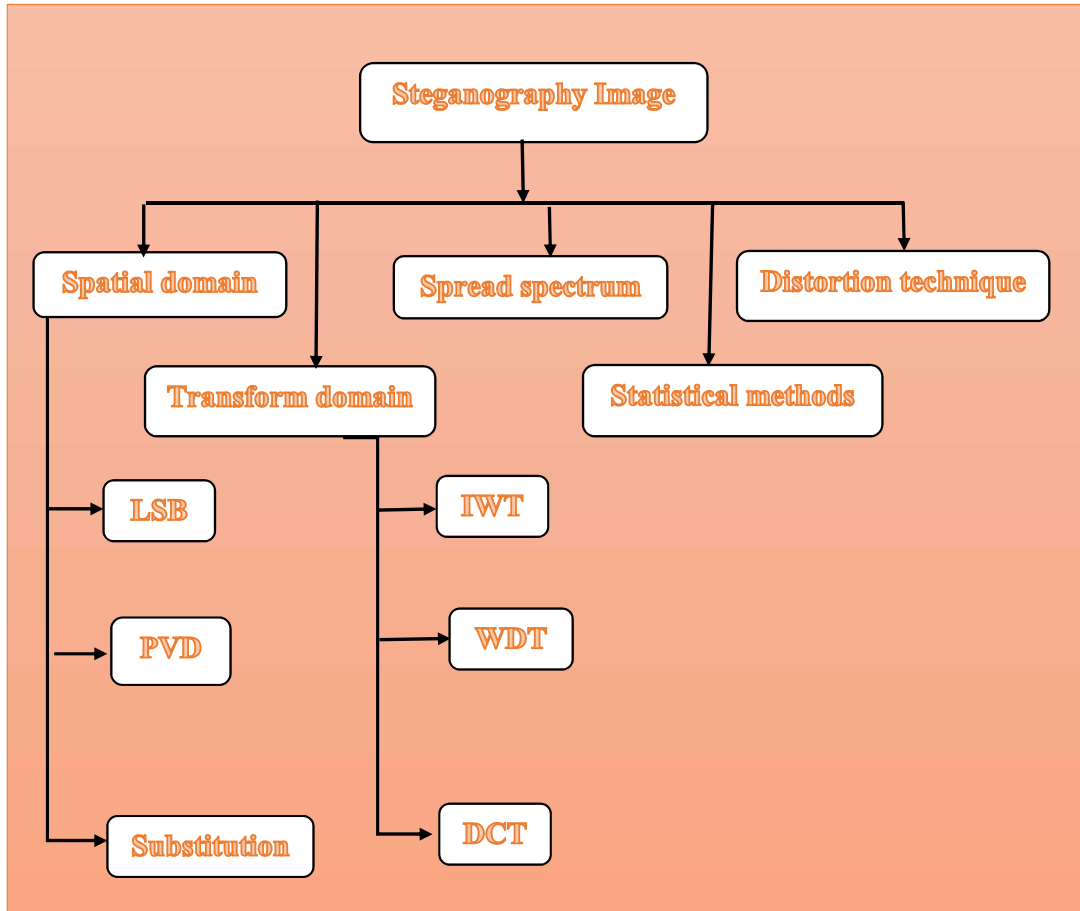 Steganography Image
Spatial domain
Spread spectrum
Distortion technique
Transform domain
Statistical methods
LSB
IWT
PVD
WDT
Substitution
DCT